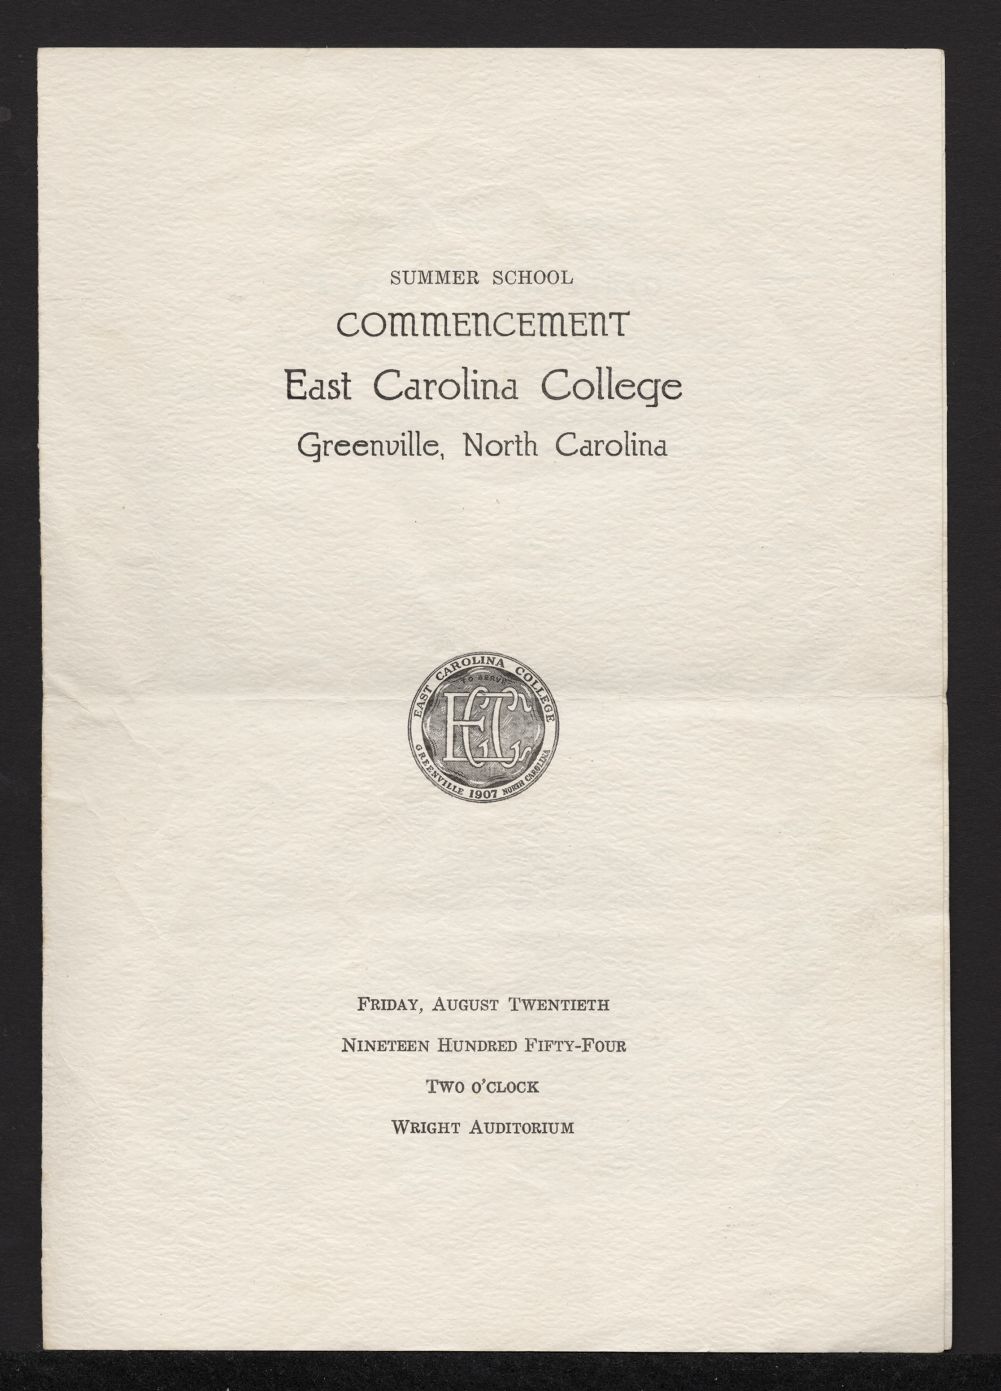 SUMMER SCHOOL
COMMENCEMENT
East Carolina College
Greenville, North Carolina
EAST CAROLINA COLLEGE
TO SERVE
ECTC
GREENVILLE 1907 NORTH CAROLINA
FRIDAY, AUGUST TWENTIETH
NINETEEN HUNDRED FIFTY-FOUR
TWO O'CLOCK
WRIGHT AUDITORIUM